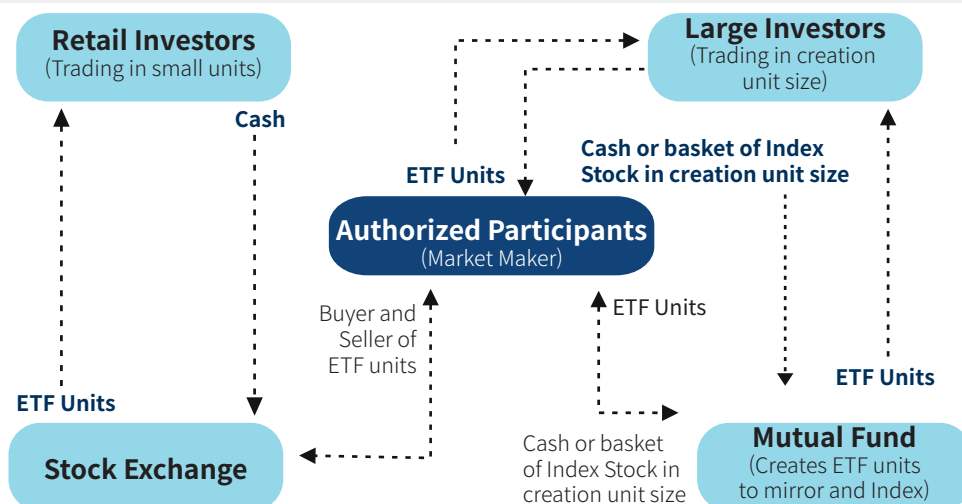 Retail Investors
(Trading in small units)
Large Investors
(Trading in creation
unit size)
Cash
ETF Units
Cash or basket of Index
Stock in creation unit size
Authorized Participants
(Market Maker)
Buyer and
Seller of
ETF units
ETF Units
ETF Units
ETF Units
Stock Exchange
Cash or basket
of Index Stock in
creation unit size
Mutual Fund
(Creates ETF units
to mirror and Index)